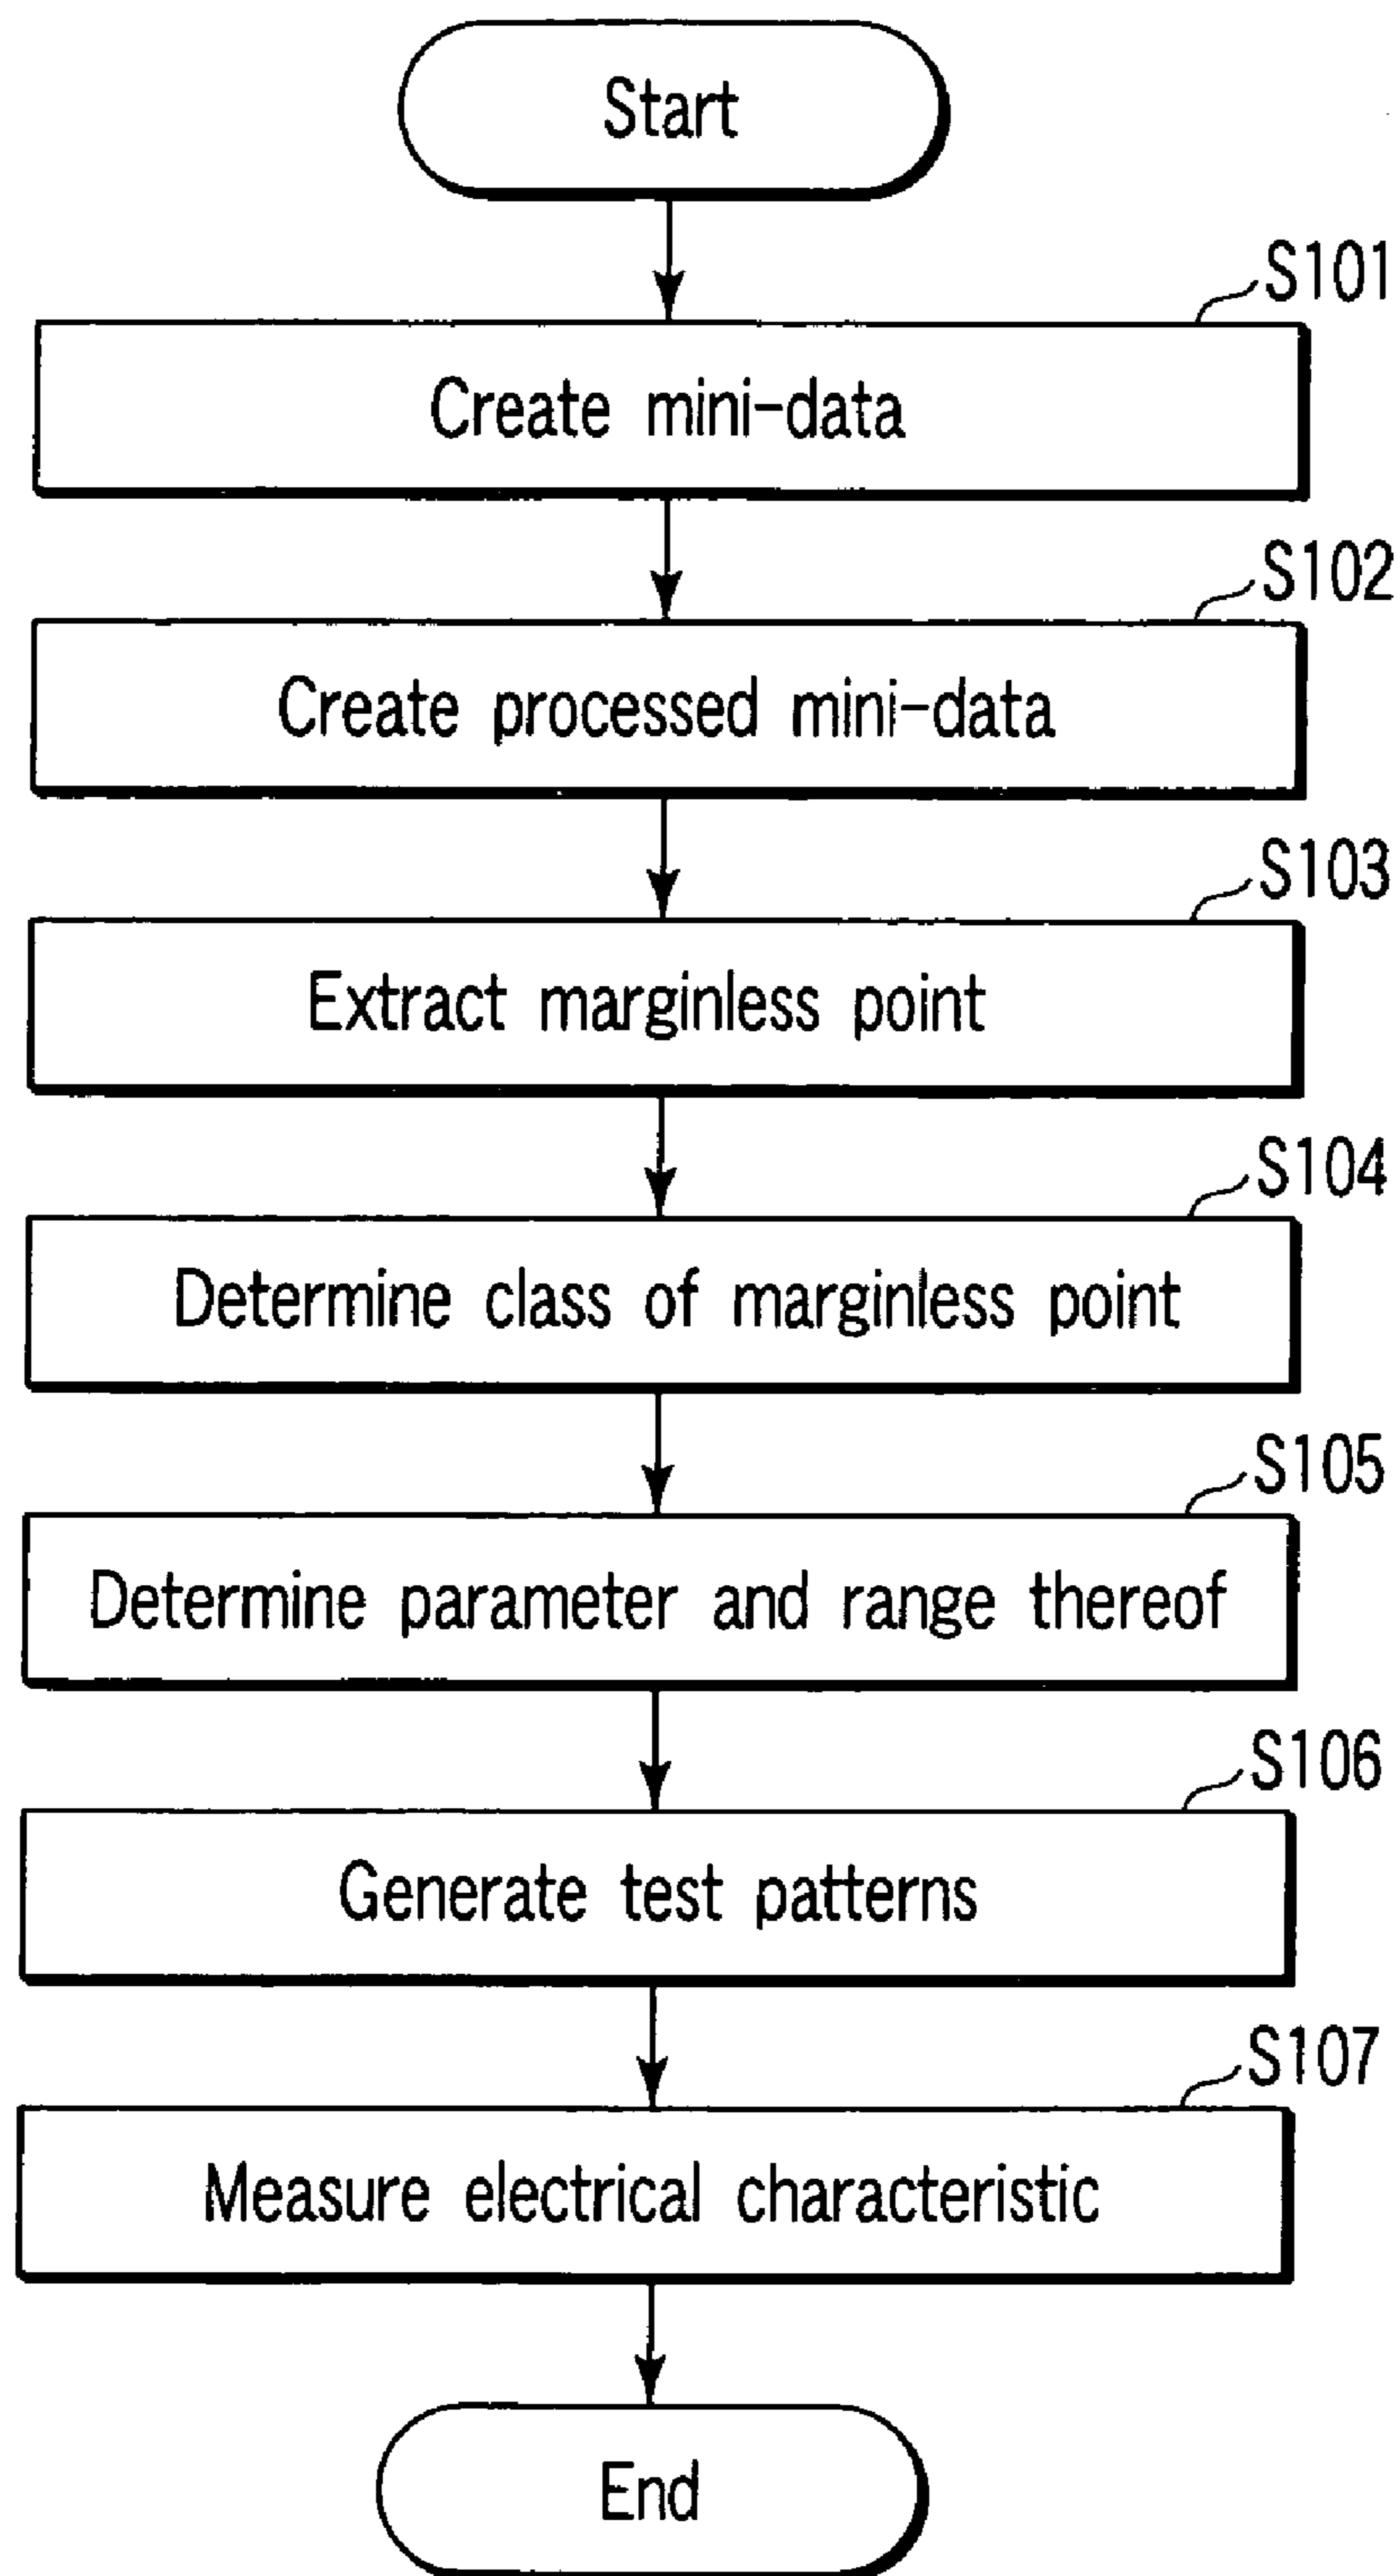 Start
S101
Create mini-data
S102
Create processed mini-data
S103
Extract marginless point
S104
Determine class of marginless point
S105
Determine parameter and range thereof
S106
Generate test patterns
S107
Measure electrical characteristic
End